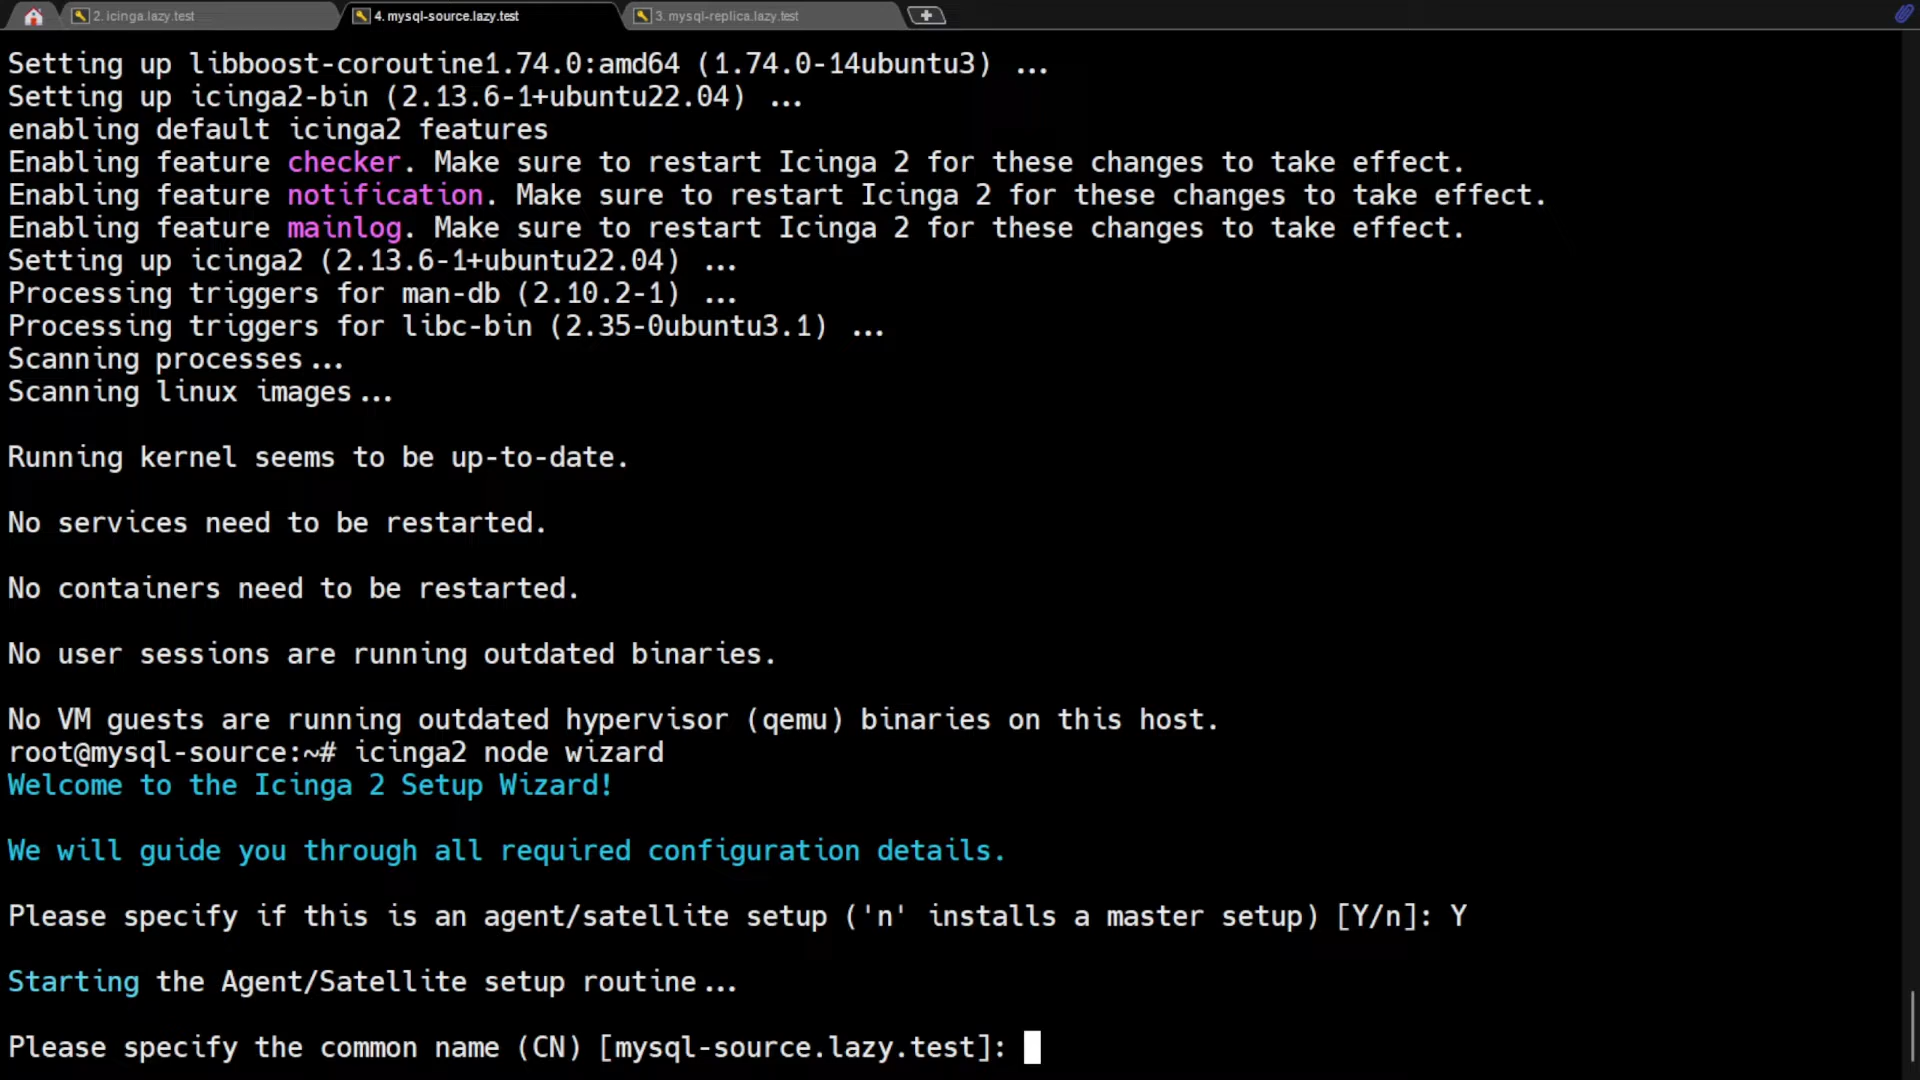 2. icinga.lazy.test
4. mysql-source.lazy.test
3. mysql-replica.lazy.test
Setting up libboost-coroutine1.74.0:amd64 (1.74.0-14ubuntu3) ...
Setting up icinga2-bin (2.13.6-1+ubuntu22.04) ...
enabling default icinga2 features
Enabling feature checker. Make sure to restart Icinga 2 for these changes to take effect.
Enabling feature notification. Make sure to restart Icinga 2 for these changes to take effect.
Enabling feature mainlog. Make sure to restart Icinga 2 for these changes to take effect.
Setting up icinga2 (2.13.6-1+ubuntu22.04) ...
Processing triggers for man-db (2.10.2-1) ...
Processing triggers for libc-bin (2.35-0ubuntu3.1) ...
Scanning processes...
Scanning linux images...
Running kernel seems to be up-to-date.
No services need to be restarted.
No containers need to be restarted.
No user sessions are running outdated binaries.
No VM guests are running outdated hypervisor (qemu) binaries on this host.
root@mysql-source:~# icinga2 node wizard
Welcome to the Icinga 2 Setup Wizard!
We will guide you through all required configuration details.
Please specify if this is an agent/satellite setup ('n' installs a master setup) [Y/n]: Y
Starting the Agent/Satellite setup routine...
Please specify the common name (CN) [mysql-source.lazy.test]: